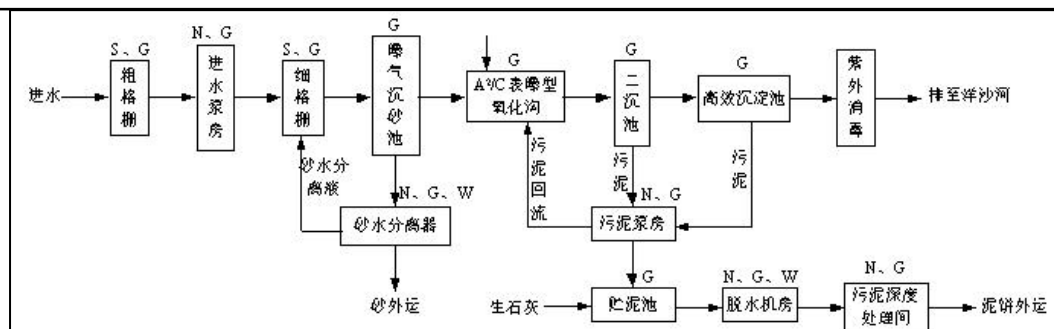 S、G
粗格栅
进水
N、G
进水泵房
S、G
细格栅
G
曝气沉砂池
砂水分离液
N、G、W
砂水分离器
砂外运
G
A²/C 表曝型
氧化沟
污泥回流
G
二沉池
污泥
G
高效沉淀池
污泥
紫外消毒
排至洋沙河
N、G
污泥泵房
生石灰
G
贮泥池
N、G、W
脱水机房
N、G
污泥深度
处理间
泥饼外运